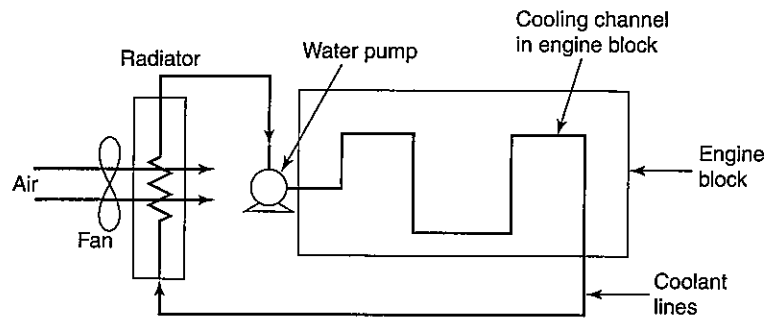 Cooling channel
in engine block
Water pump
Radiator
Engine
block
Air
Fan
Coolant
lines